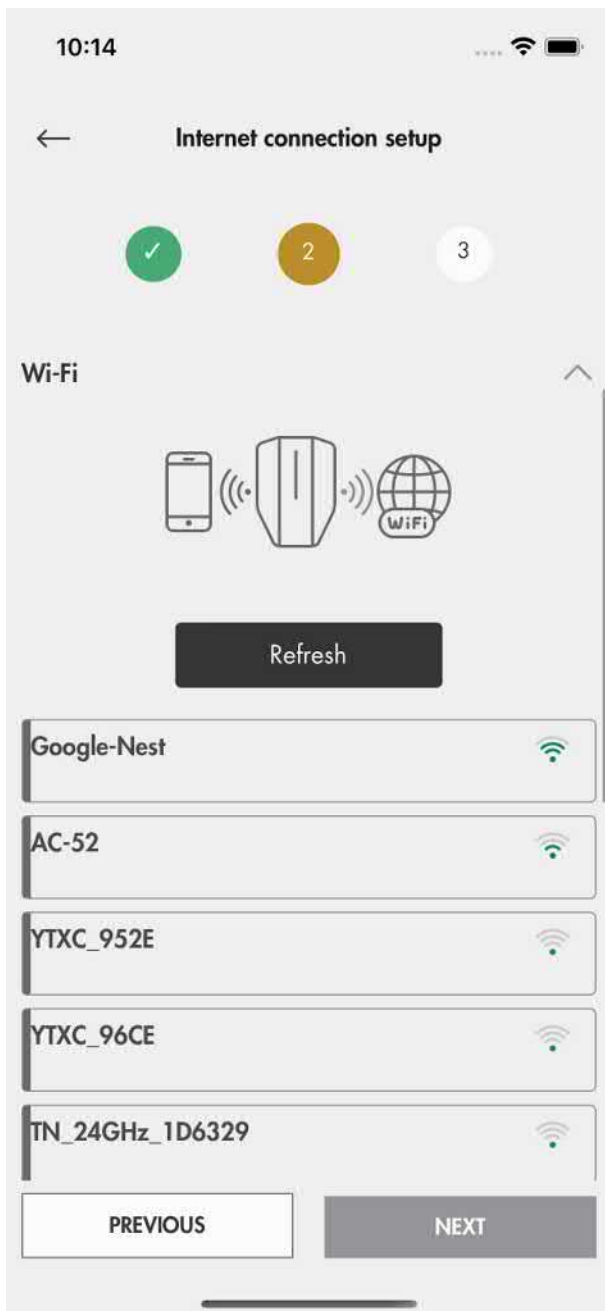 10:14
Internet connection setup
✓ 2 3
Wi-Fi
WiFi
Refresh
Google-Nest
AC-52
YTXC_952E
YTXC_96CE
TN_24GHz_1D6329
PREVIOUS NEXT